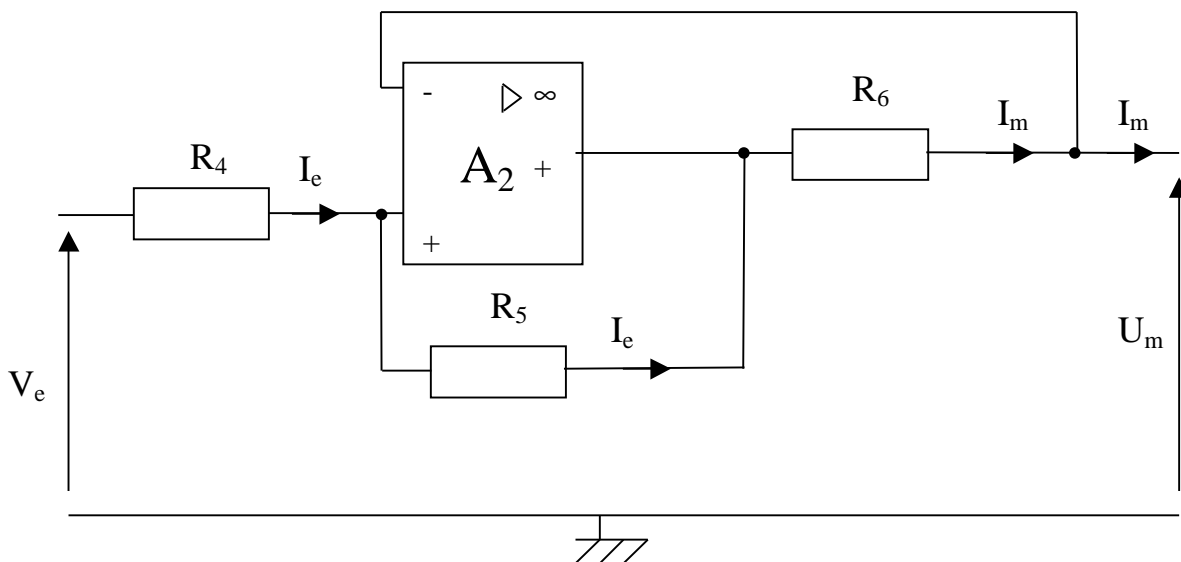 - ▷ ∞
R₆
Iₘ
Iₘ
R₄
Iₑ
A₂ +
+
R₅
Iₑ
Uₘ
Vₑ